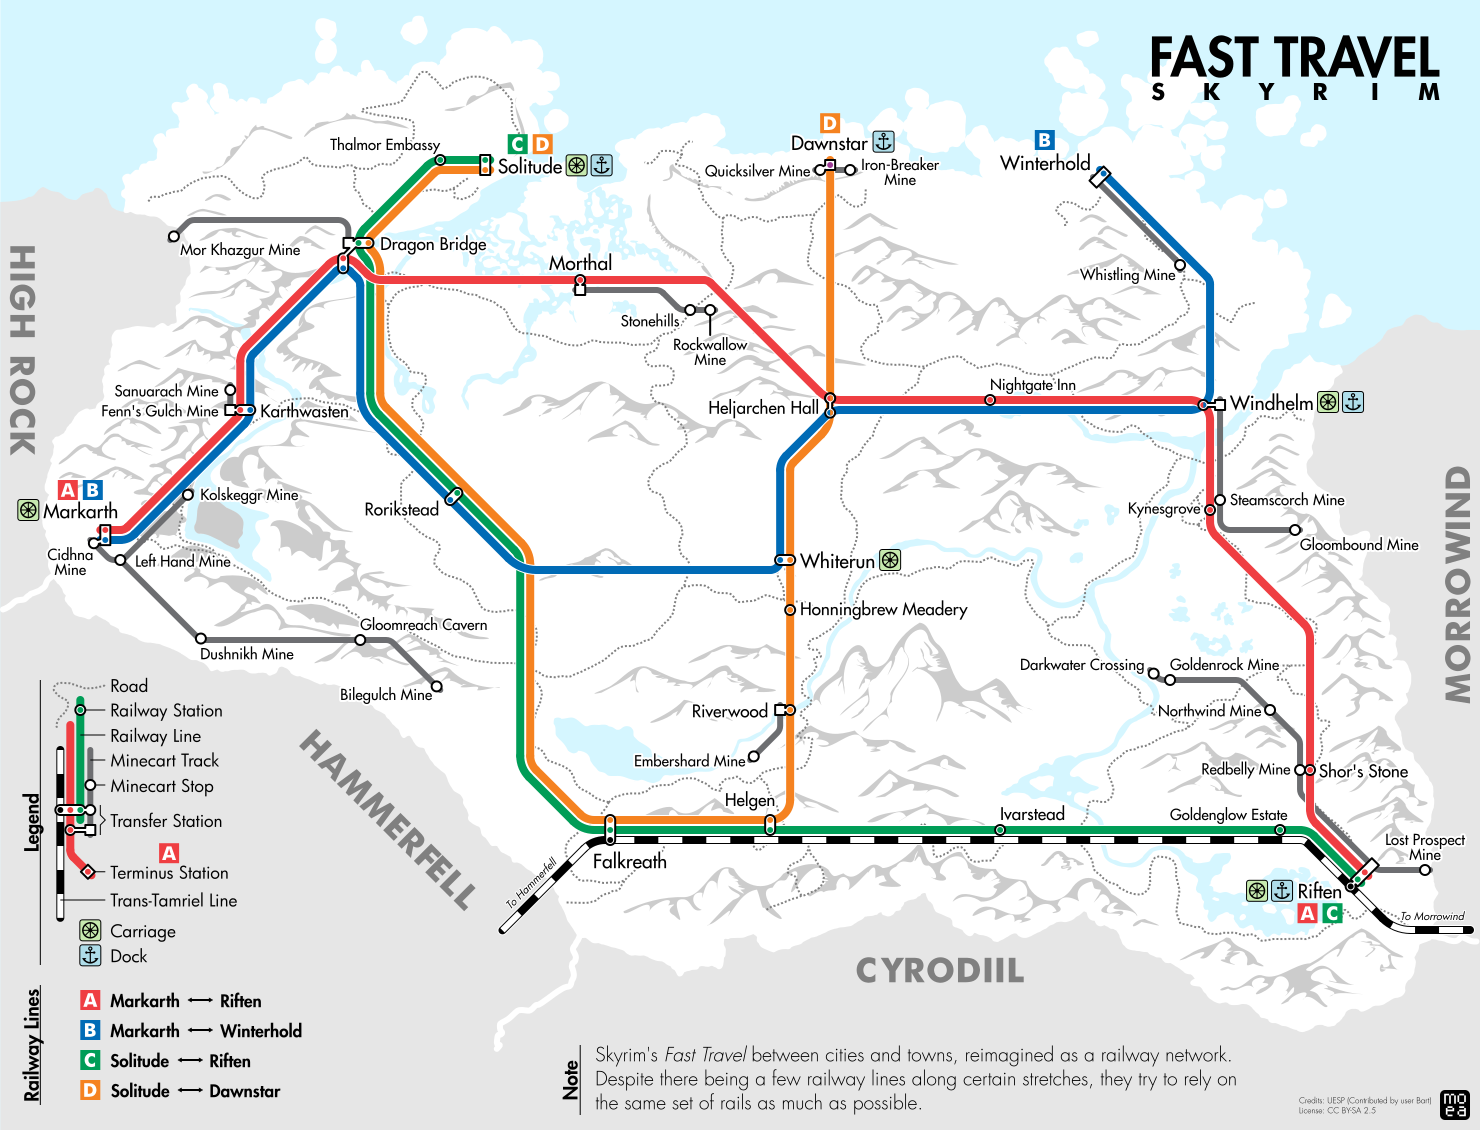 FAST TRAVEL
SKYRIM
D
Dawnstar
B
Winterhold
C D
Solitude
Thalmor Embassy
Quicksilver Mine
Iron-Breaker
Mine
Mor Khazgur Mine
Dragon Bridge
Morthal
Whistling Mine
HIGH ROCK
Stonehills
Rockwallow
Mine
Sanuarach Mine
Fenn's Gulch Mine
Karthwasten
Heljarchen Hall
Nightgate Inn
Windhelm
A B
Markarth
Kolskeggr Mine
Rorikstead
Kynesgrove
Steamscorch Mine
Gloombound Mine
MORROWIND
Cidhna
Mine
Left Hand Mine
Whiterun
Honningbrew Meadery
Gloomreach Cavern
Dushnikh Mine
Bilegulch Mine
Darkwater Crossing
Goldenrock Mine
Northwind Mine
Riverwood
Embershard Mine
Redbelly Mine
Shor's Stone
HAMMERFELL
Helgen
Ivarstead
Goldenglow Estate
Lost Prospect
Mine
Falkreath
To Hammerfell
Riften
A C
To Morrowind
CYRODIIL
Legend
Road
Railway Station
Railway Line
Minecart Track
Minecart Stop
Transfer Station
A
Terminus Station
Trans-Tamriel Line
Carriage
Dock
Railway Lines
A Markarth ⟷ Riften
B Markarth ⟷ Winterhold
C Solitude ⟷ Riften
D Solitude ⟷ Dawnstar
Note
Skyrim's Fast Travel between cities and towns, reimagined as a railway network.
Despite there being a few railway lines along certain stretches, they try to rely on
the same set of rails as much as possible.
Credits: UESP (Contributed by user Bart)
License: CC BY-SA 2.5
mo
ea